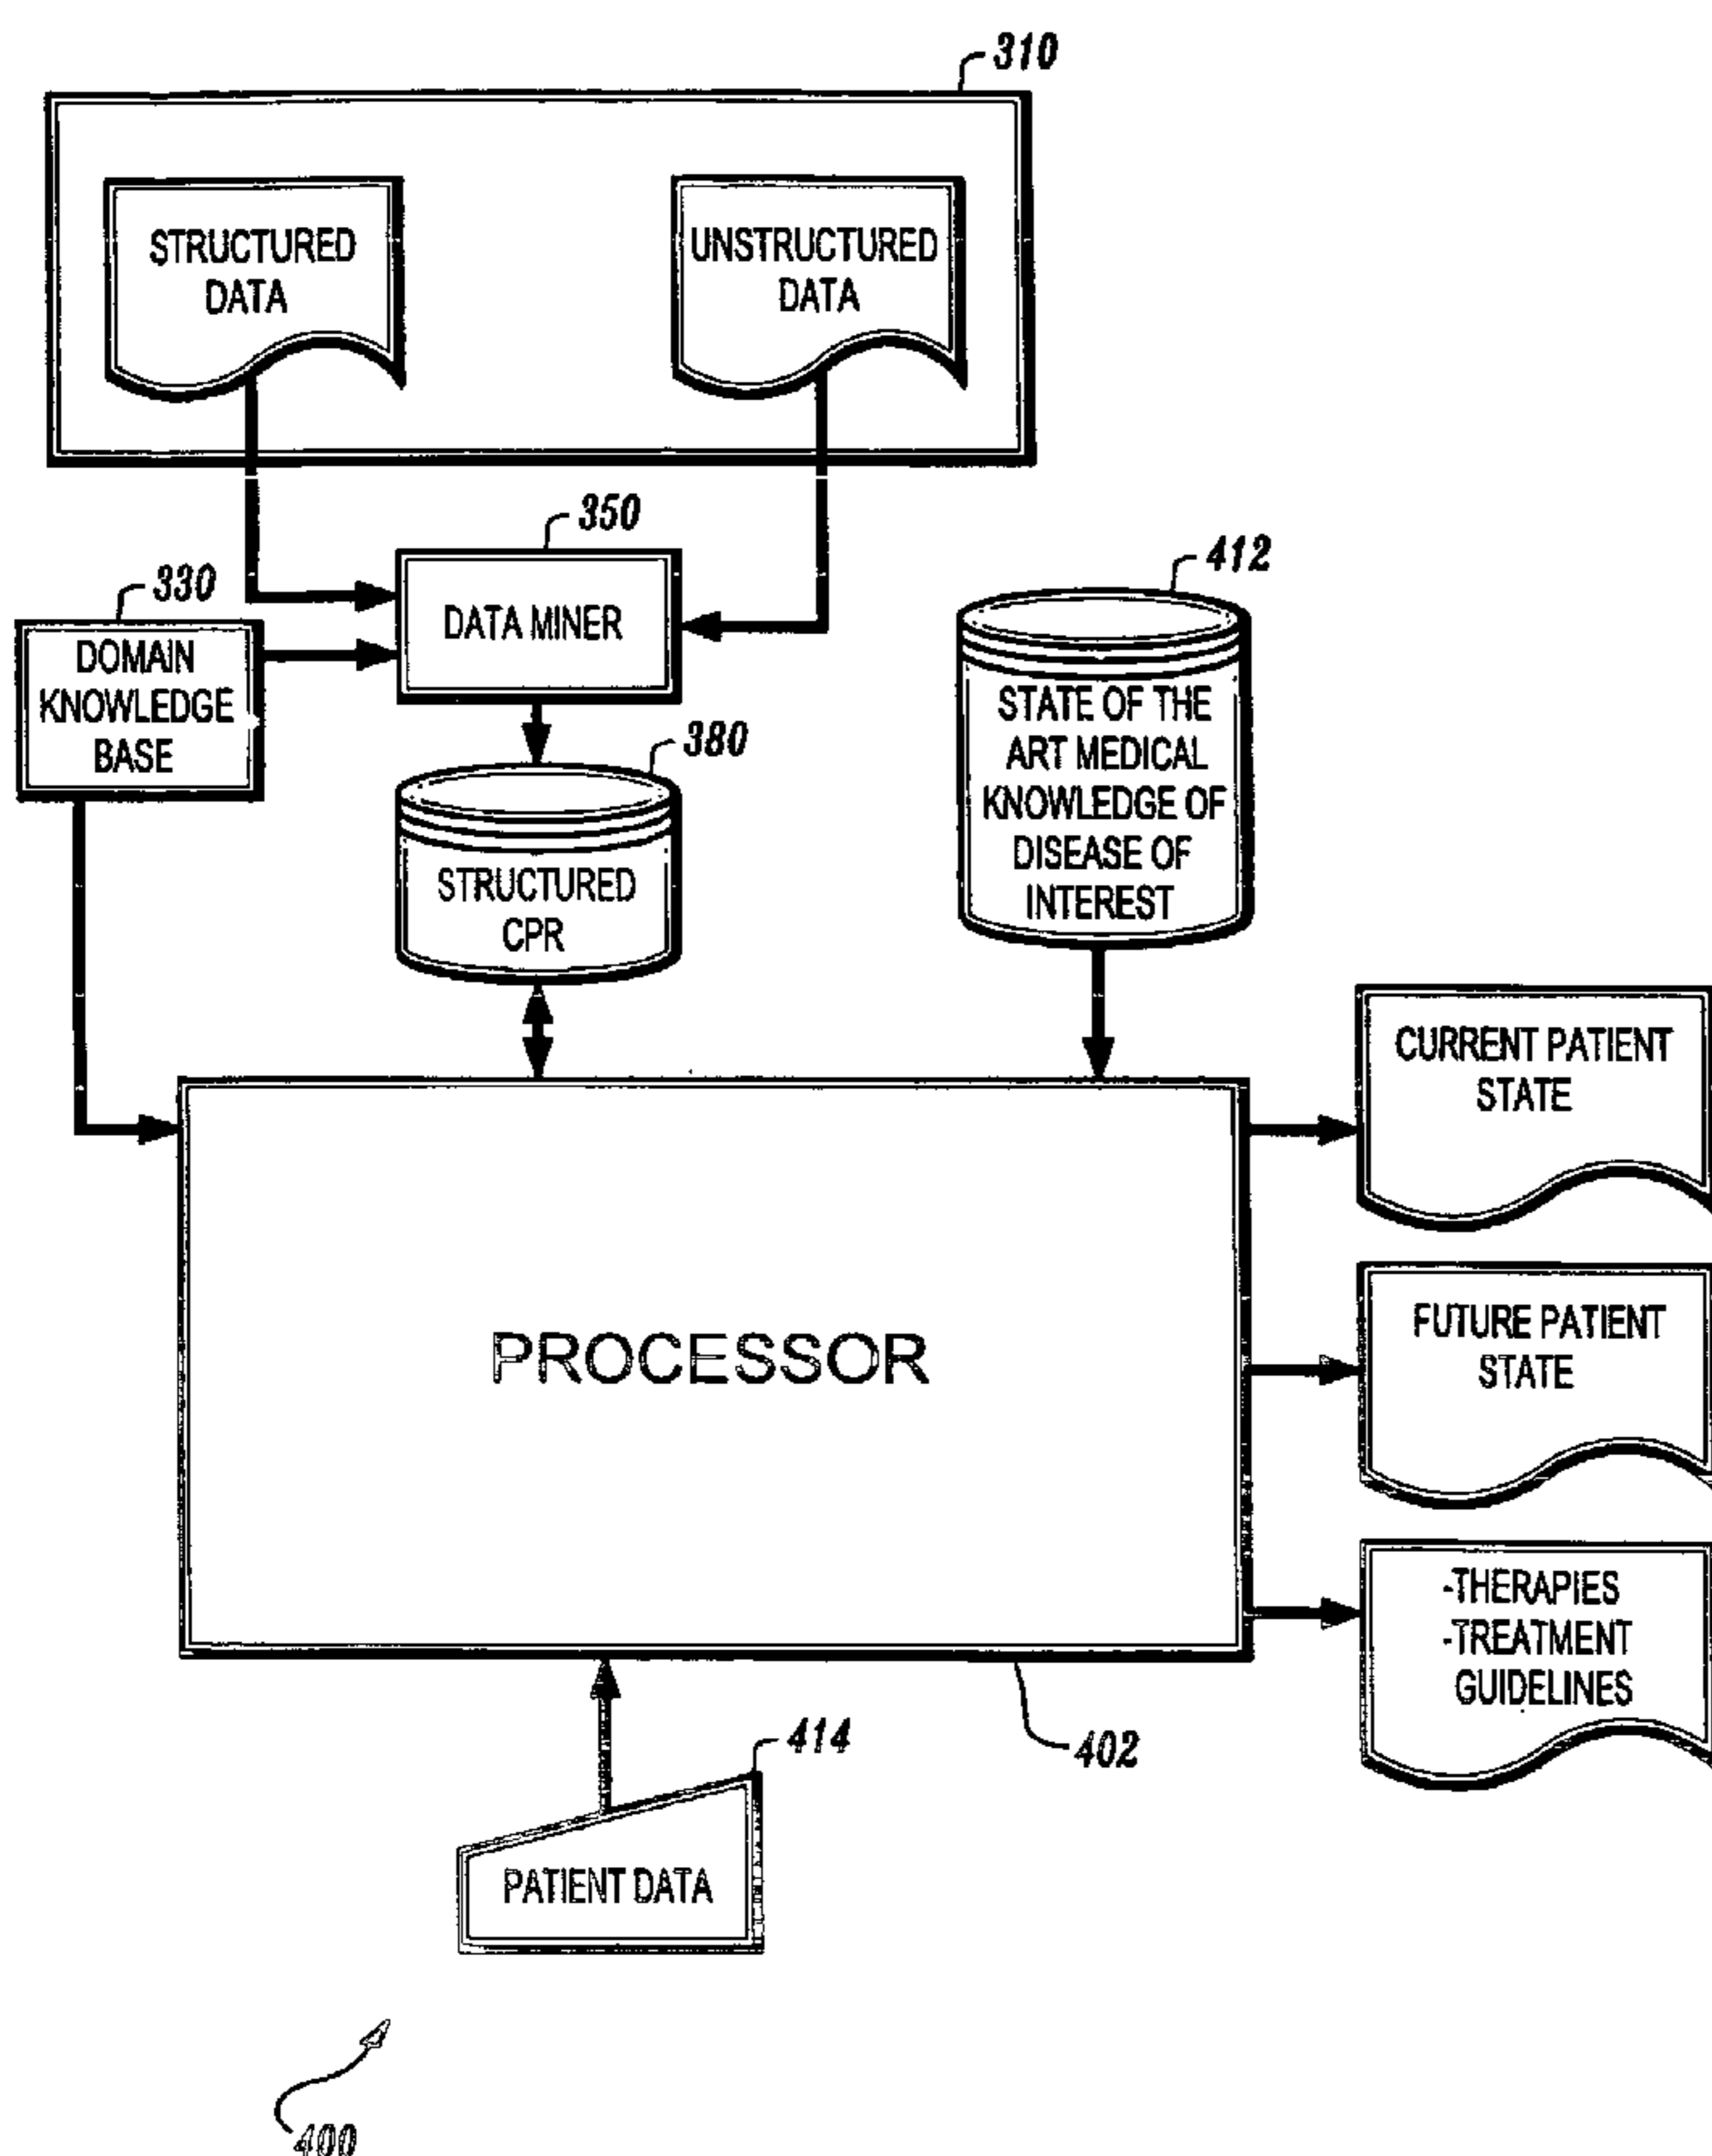 310
STRUCTURED
DATA
UNSTRUCTURED
DATA
350
330
412
DATA MINER
DOMAIN
KNOWLEDGE
BASE
380
STATE OF THE
ART MEDICAL
KNOWLEDGE OF
DISEASE OF
INTEREST
STRUCTURED
CPR
CURRENT PATIENT
STATE
PROCESSOR
FUTURE PATIENT
STATE
-THERAPIES
-TREATMENT
GUIDELINES
414
402
PATIENT DATA
400